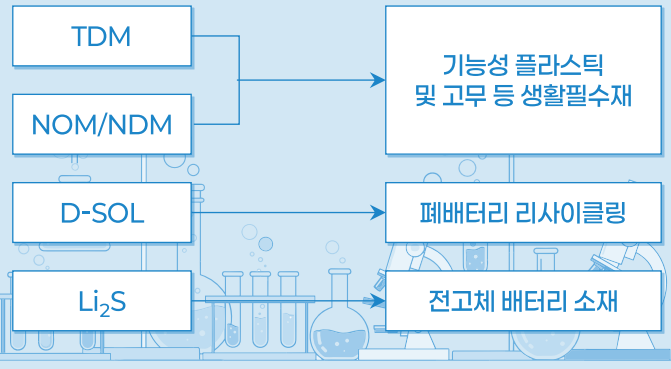 TDM
NOM/NDM
기능성 플라스틱
및 고무 등 생활필수재
D-SOL
폐배터리 리사이클링
Li₂S
전고체 배터리 소재